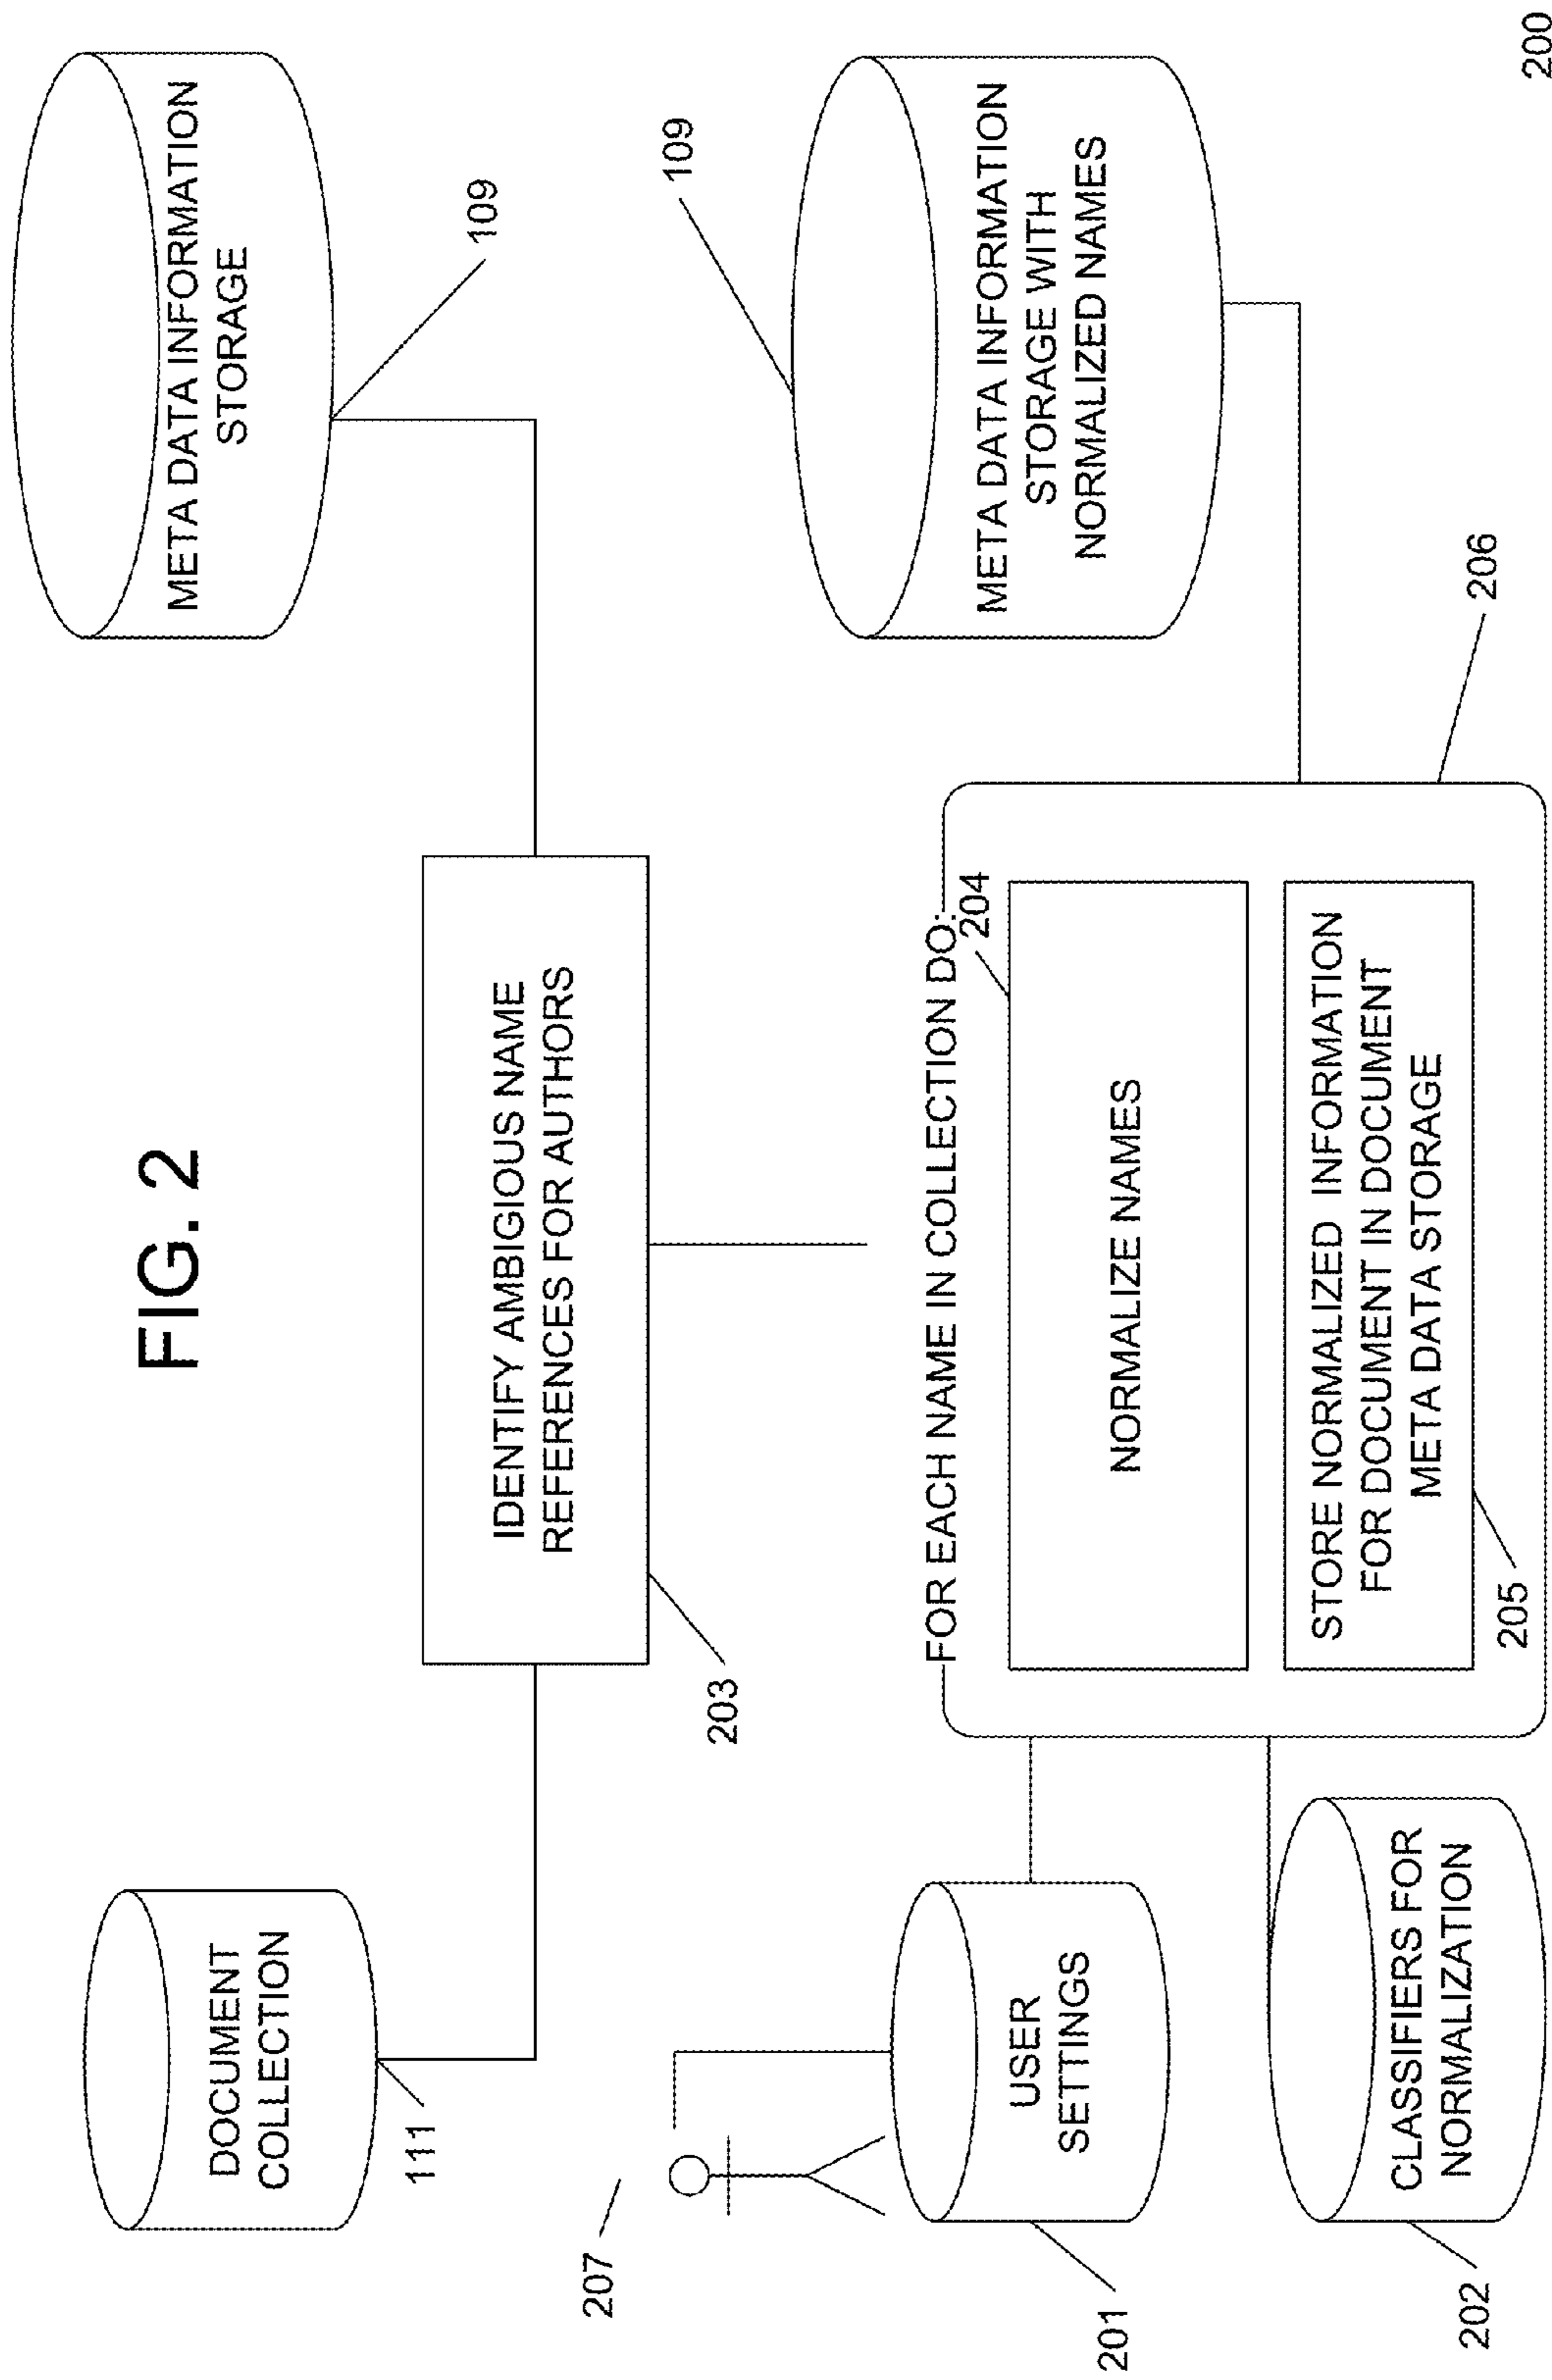 FIG. 2
DOCUMENT
COLLECTION
111
IDENTIFY AMBIGIOUS NAME
REFERENCES FOR AUTHORS
203
META DATA INFORMATION
STORAGE
109
207
USER
SETTINGS
201
CLASSIFIERS FOR
NORMALIZATION
202
FOR EACH NAME IN COLLECTION DO:
204
NORMALIZE NAMES
STORE NORMALIZED INFORMATION
FOR DOCUMENT IN DOCUMENT
META DATA STORAGE
205
206
109
META DATA INFORMATION
STORAGE WITH
NORMALIZED NAMES
200